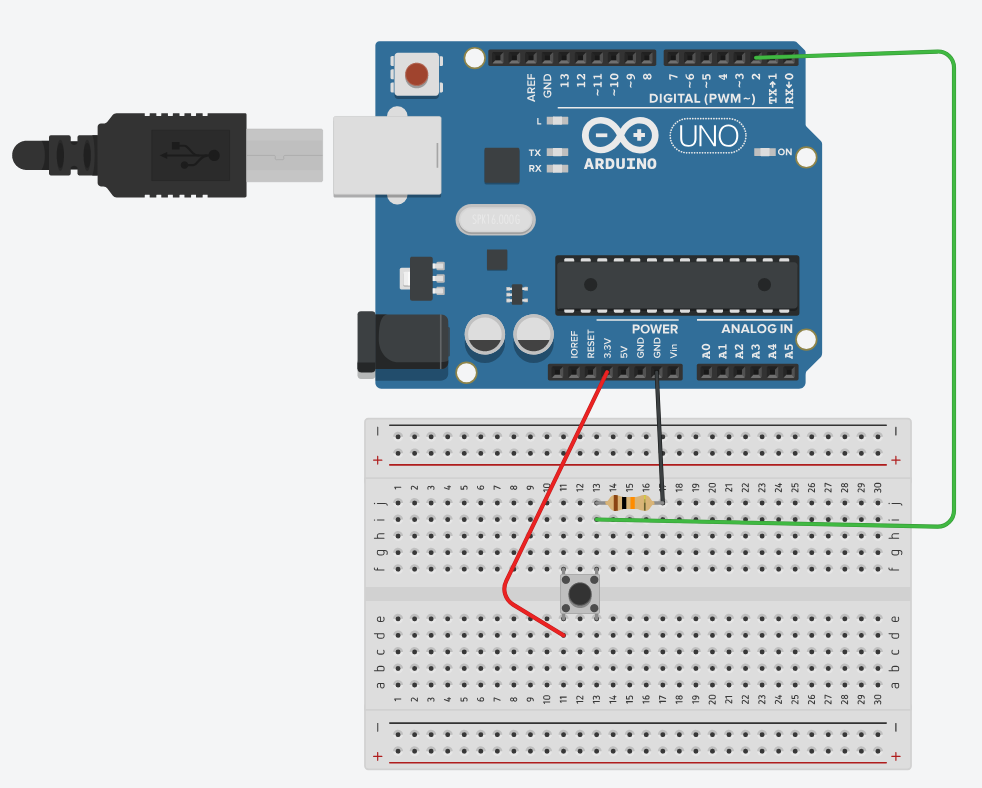 AREF GND 13 12 ~11 ~10 ~9 8 7 ~6 ~5 4 ~3 2 TX→1 RX←0
DIGITAL (PWM~)
L
TX
RX
ARDUINO
UNO
ON
POWER ANALOG IN
IOREF RESET 3.3V 5V GND GND Vin A0 A1 A2 A3 A4 A5
− −
+ +
1 2 3 4 5 6 7 8 9 10 11 12 13 14 15 16 17 18 19 20 21 22 23 24 25 26 27 28 29 30
j j
i i
h h
g g
f f
e e
d d
c c
b b
a a
1 2 3 4 5 6 7 8 9 10 11 12 13 14 15 16 17 18 19 20 21 22 23 24 25 26 27 28 29 30
− −
+ +